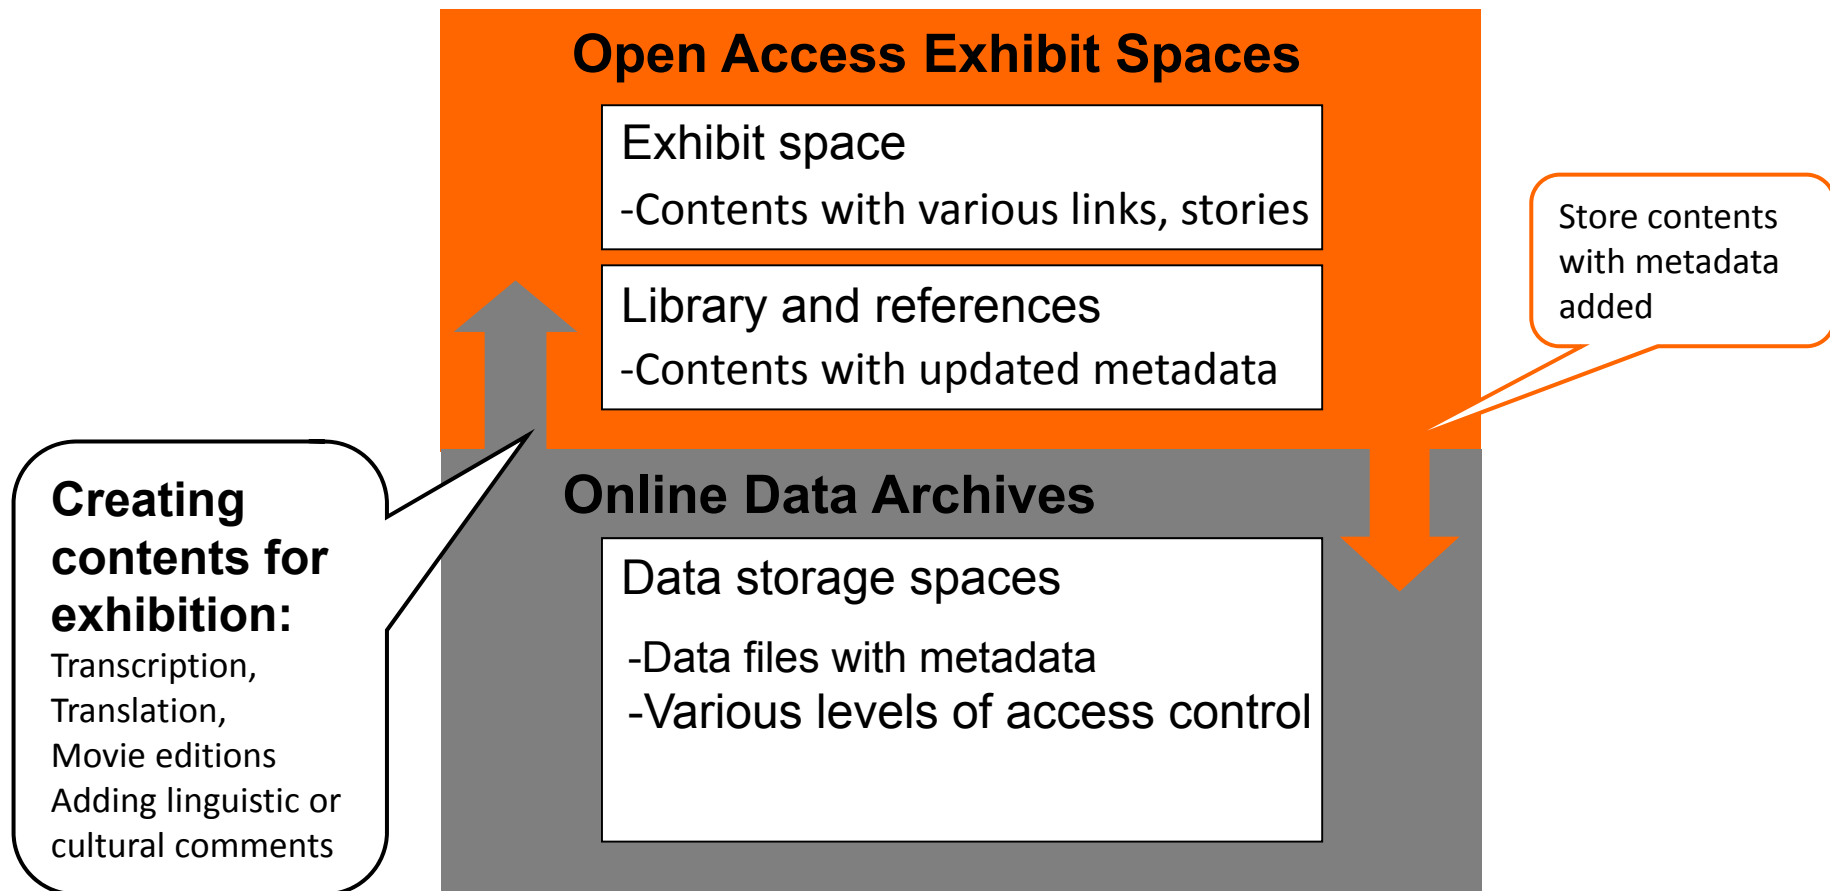 Open Access Exhibit Spaces
Exhibit space
-Contents with various links, stories
Library and references
-Contents with updated metadata
Store contents
with metadata
added
Online Data Archives
Data storage spaces
-Data files with metadata
-Various levels of access control
Creating
contents for
exhibition:
Transcription,
Translation,
Movie editions
Adding linguistic or
cultural comments